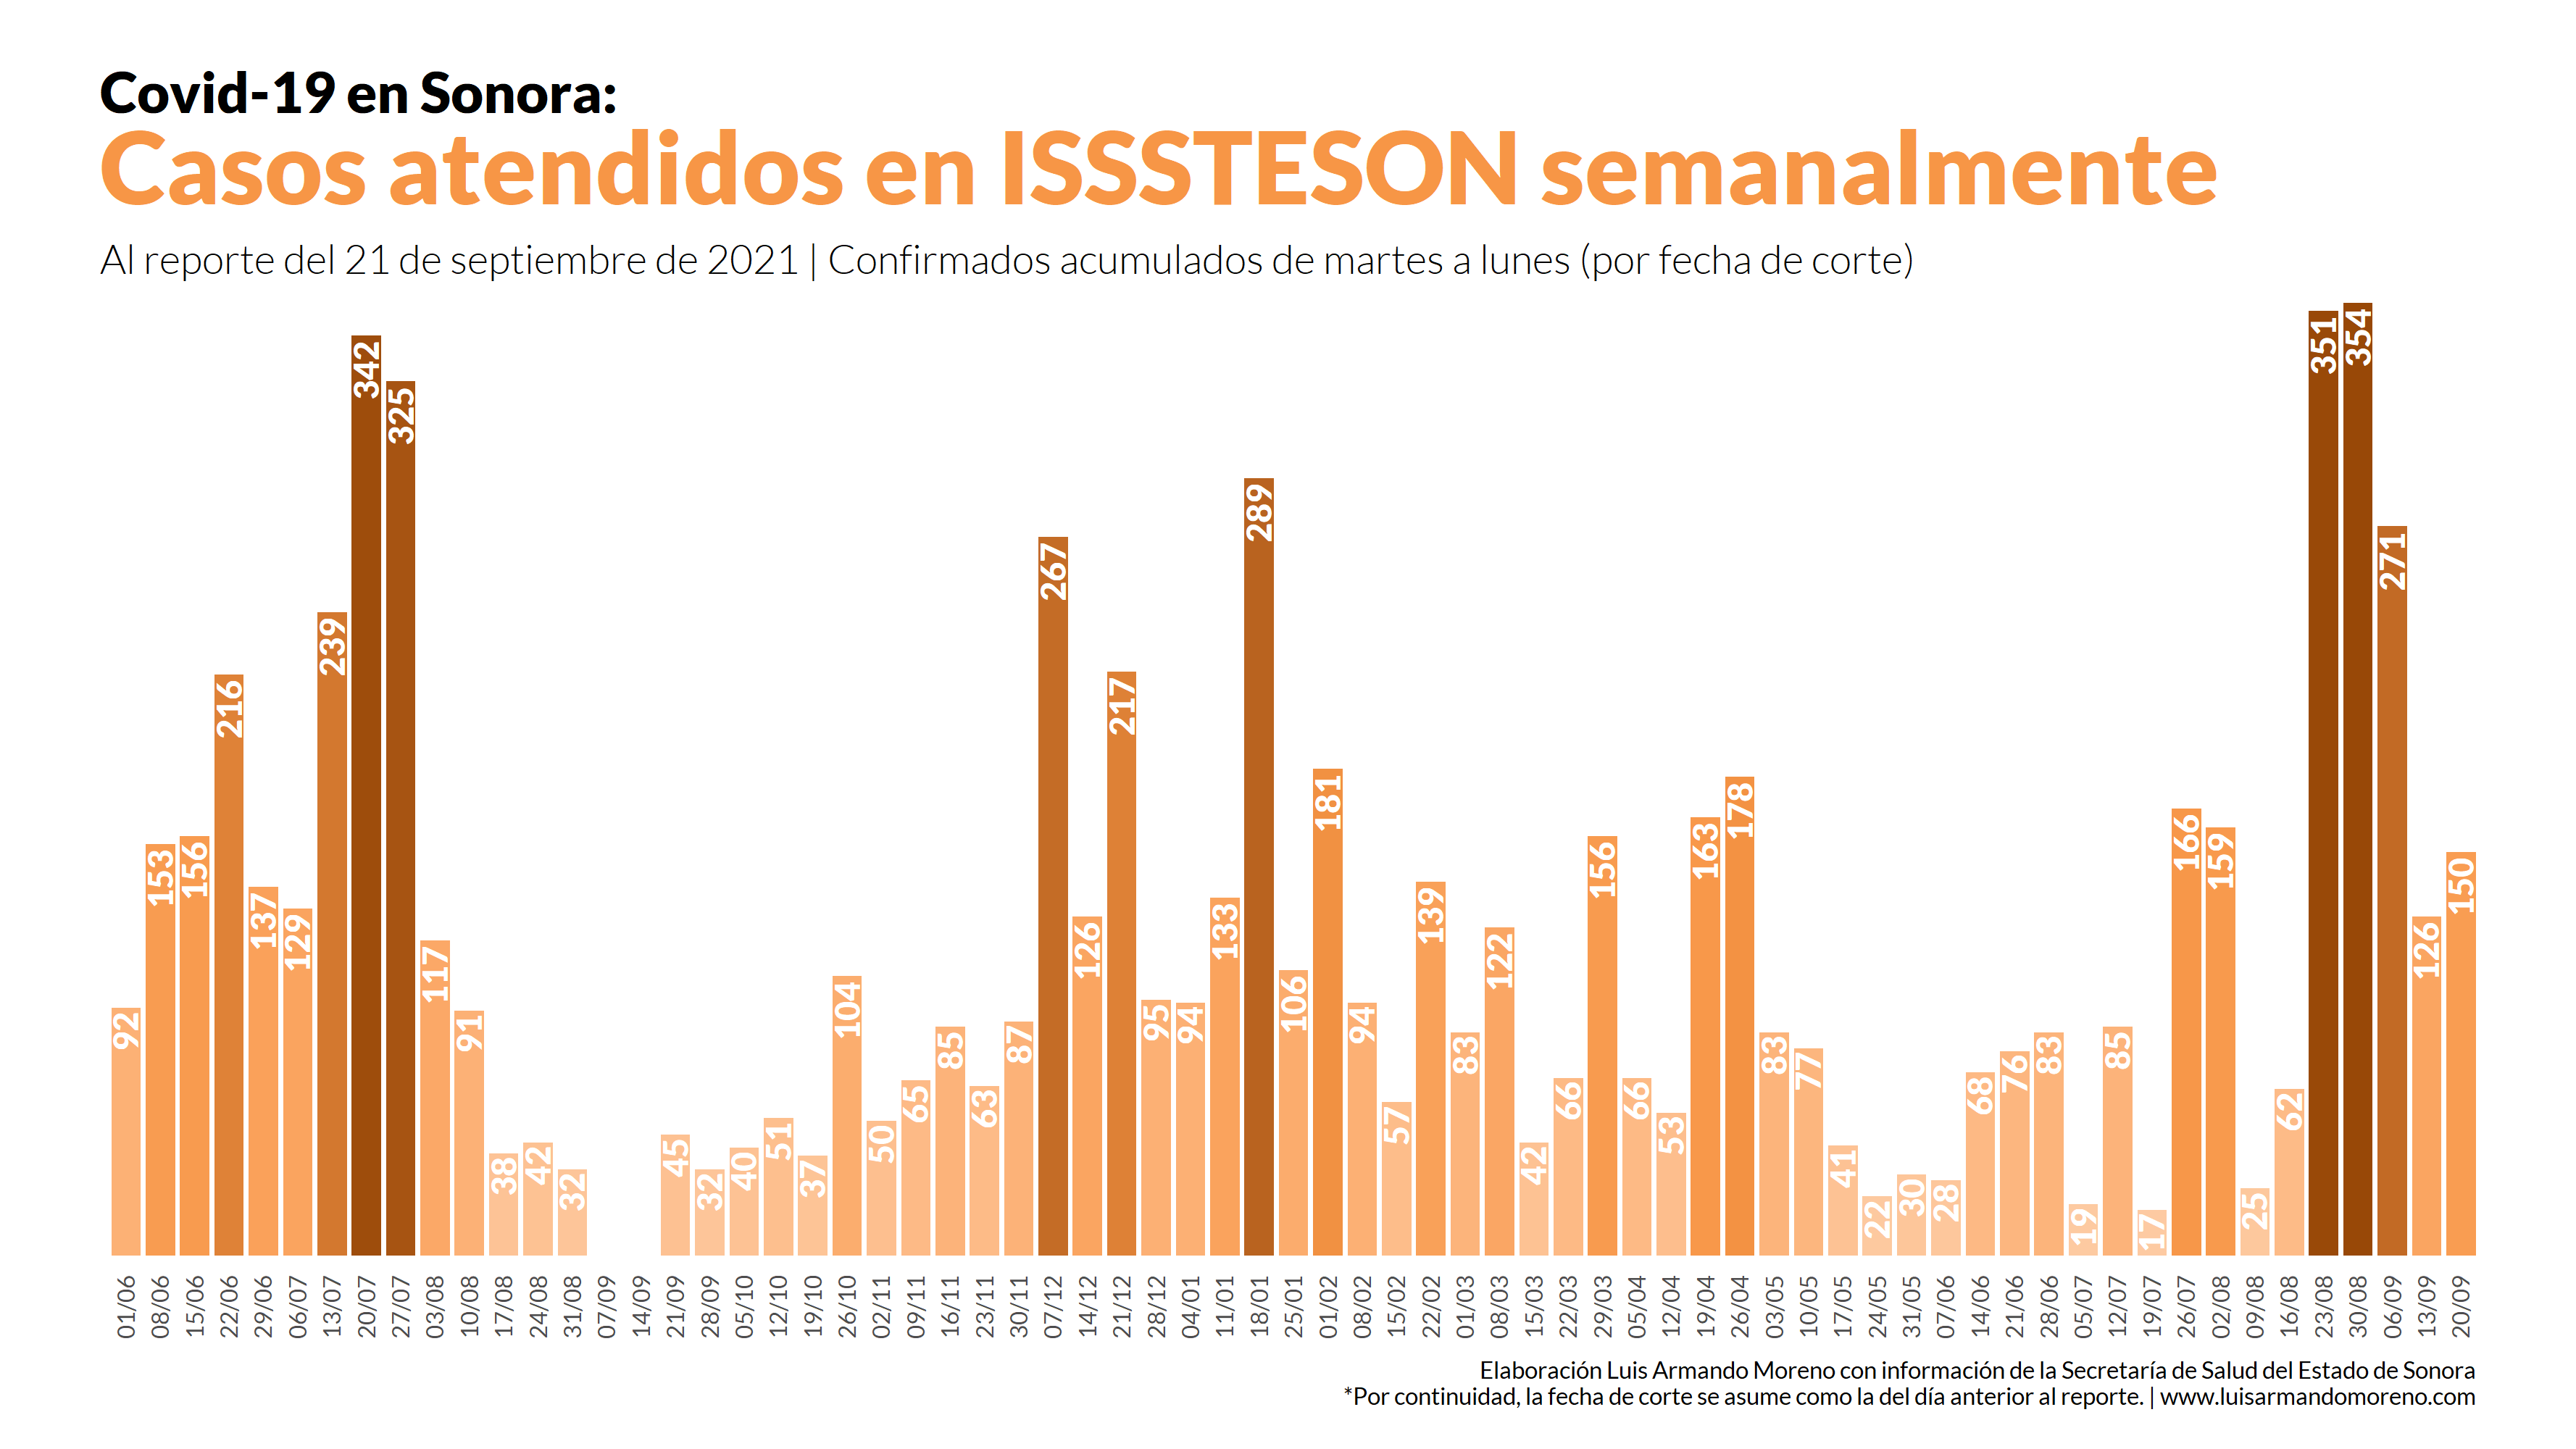 Covid-19 en Sonora:
Casos atendidos en ISSSTESON semanalmente
Al reporte del 21 de septiembre de 2021 | Confirmados acumulados de martes a lunes (por fecha de corte)
92 153 156 216 137 129 239 342 325 117 91 38 42 32 45 32 40 51 37 104 50 65 85 63 87 267 126 217 95 94 133 289 106 181 94 57 139 83 122 42 66 156 66 53 163 178 83 77 41 22 30 28 68 76 83 19 85 17 166 159 25 62 351 354 271 126 150
01/06 08/06 15/06 22/06 29/06 06/07 13/07 20/07 27/07 03/08 10/08 17/08 24/08 31/08 07/09 14/09 21/09 28/09 05/10 12/10 19/10 26/10 02/11 09/11 16/11 23/11 30/11 07/12 14/12 21/12 28/12 04/01 11/01 18/01 25/01 01/02 08/02 15/02 22/02 01/03 08/03 15/03 22/03 29/03 05/04 12/04 19/04 26/04 03/05 10/05 17/05 24/05 31/05 07/06 14/06 21/06 28/06 05/07 12/07 19/07 26/07 02/08 09/08 16/08 23/08 30/08 06/09 13/09 20/09
Elaboración Luis Armando Moreno con información de la Secretaría de Salud del Estado de Sonora
*Por continuidad, la fecha de corte se asume como la del día anterior al reporte. | www.luisarmandomoreno.com